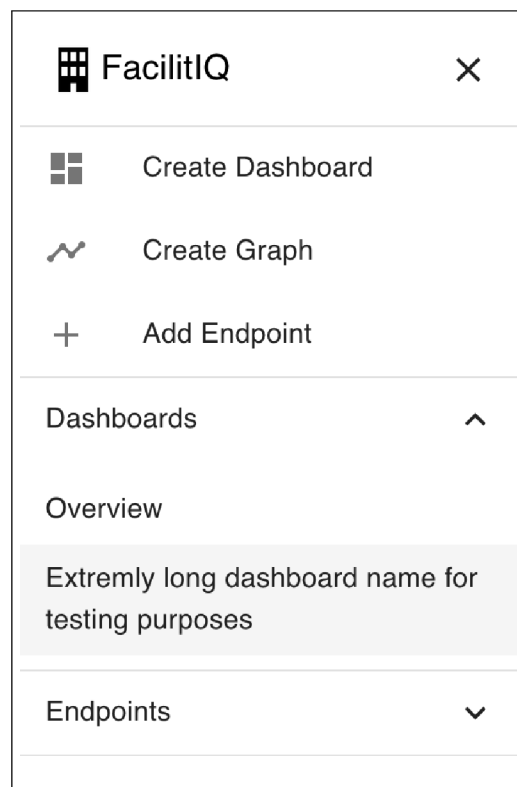 FacilitIQ
Create Dashboard
Create Graph
Add Endpoint
Dashboards
Overview
Extremly long dashboard name for
testing purposes
Endpoints